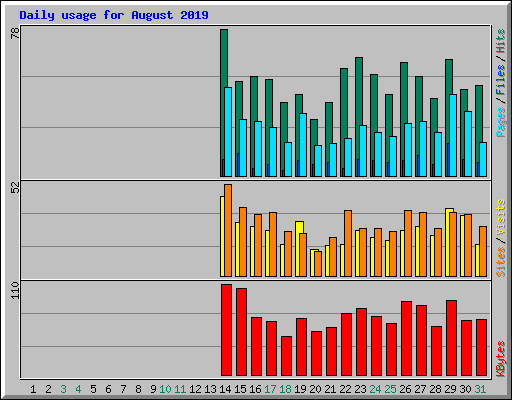 Daily usage for August 2019
78
52
110
Pages / Files / Hits
Sites / Visits
KBytes
1 2 3 4 5 6 7 8 9 10 11 12 13 14 15 16 17 18 19 20 21 22 23 24 25 26 27 28 29 30 31